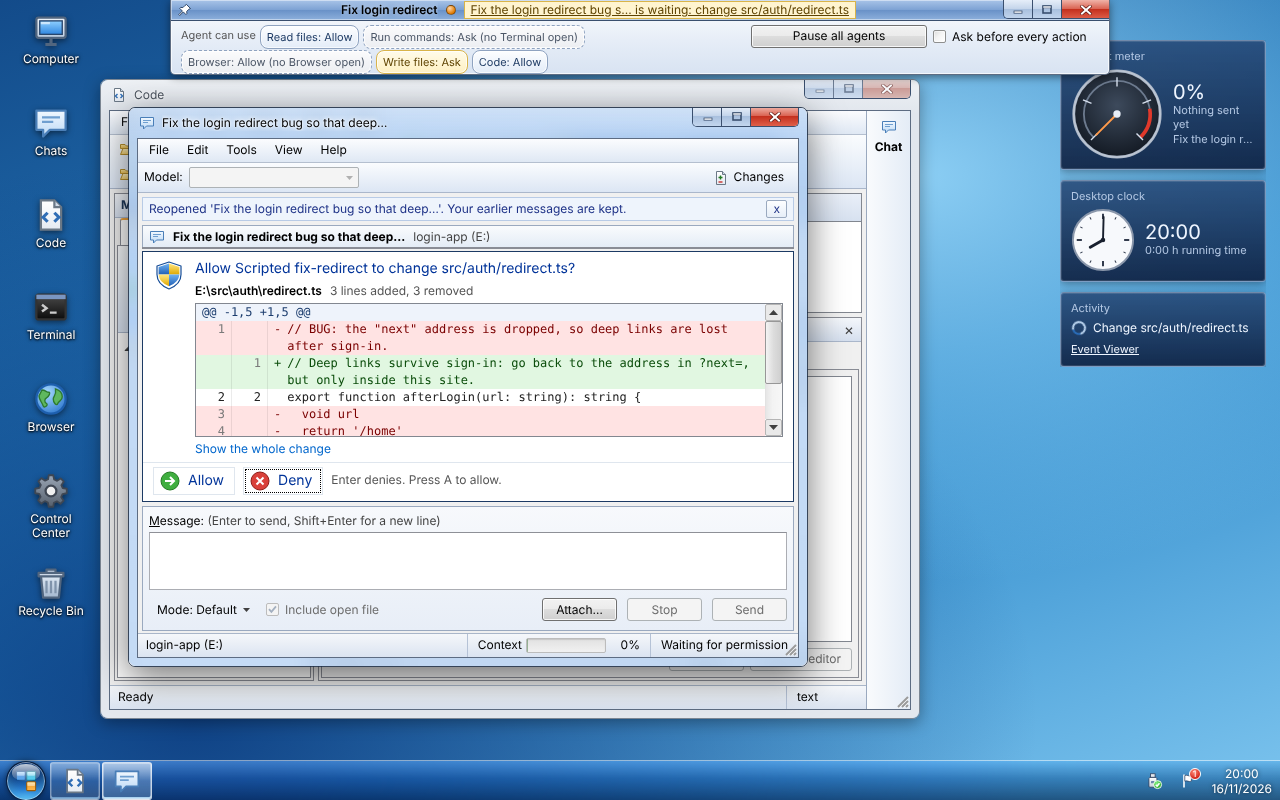 Computer
Chats
Code
Terminal
Browser
Control
Center
Recycle Bin
Fix login redirect
Fix the login redirect bug s... is waiting: change src/auth/redirect.ts
Agent can use
Read files: Allow
Run commands: Ask (no Terminal open)
Browser: Allow (no Browser open)
Write files: Ask
Code: Allow
Pause all agents
Ask before every action
Code
Chat
Fix the login redirect bug so that deep...
File Edit Tools View Help
Model:
Changes
Reopened 'Fix the login redirect bug so that deep...'. Your earlier messages are kept.
x
Fix the login redirect bug so that deep... login-app (E:)
Allow Scripted fix-redirect to change src/auth/redirect.ts?
E:\src\auth\redirect.ts 3 lines added, 3 removed
@@ -1,5 +1,5 @@
1 - // BUG: the "next" address is dropped, so deep links are lost
after sign-in.
1 + // Deep links survive sign-in: go back to the address in ?next=,
but only inside this site.
2 2 export function afterLogin(url: string): string {
3 - void url
4 - return '/home'
Show the whole change
Allow
Deny
Enter denies. Press A to allow.
Message: (Enter to send, Shift+Enter for a new line)
Mode: Default
Include open file
Attach...
Stop
Send
login-app (E:)
Context
0%
Waiting for permission
editor
Ready
text
meter
0%
Nothing sent
yet
Fix the login r...
Desktop clock
20:00
0:00 h running time
Activity
Change src/auth/redirect.ts
Event Viewer
1
20:00
16/11/2026